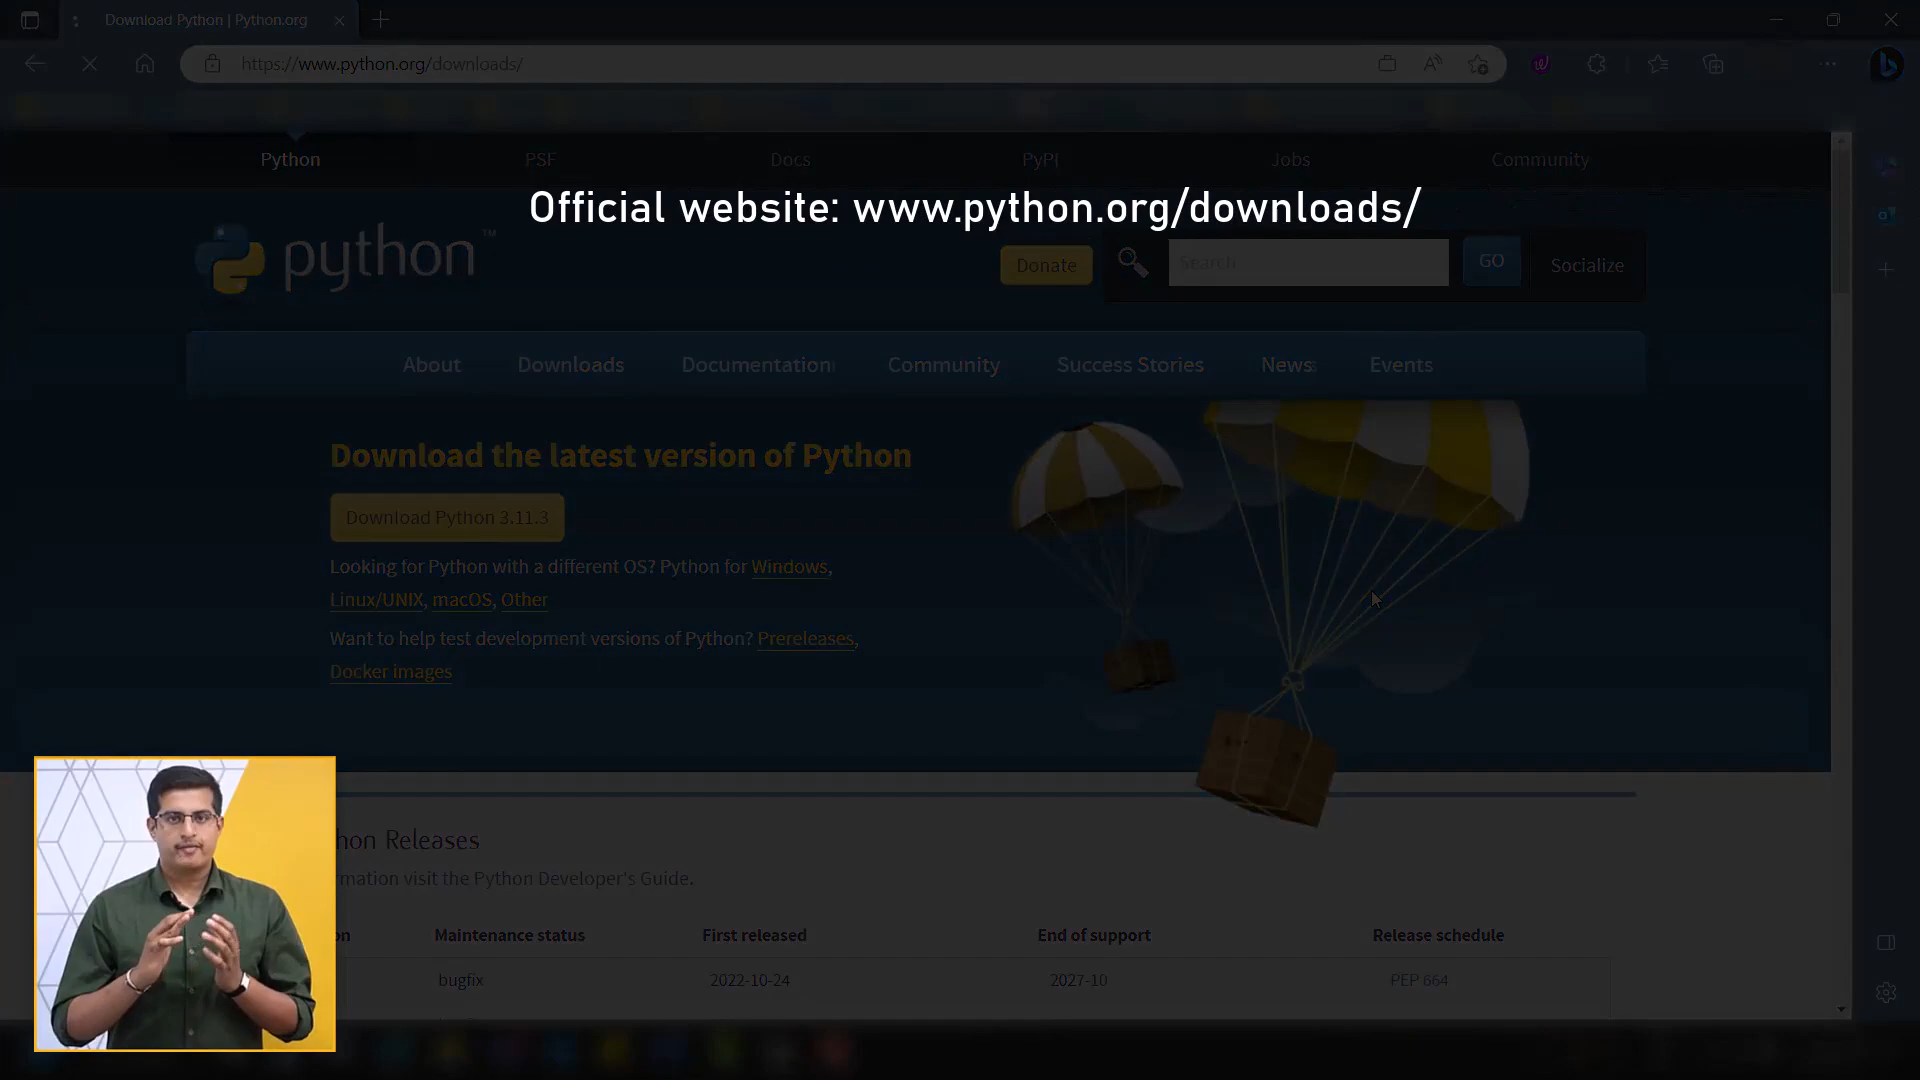 Download Python | Python.org
https://www.python.org/downloads/
Python PSF Docs PyPI Jobs Community
Official website: www.python.org/downloads/
python™
Donate Search GO Socialize
About Downloads Documentation Community Success Stories News Events
Download the latest version of Python
Download Python 3.11.3
Looking for Python with a different OS? Python for Windows,
Linux/UNIX, macOS, Other
Want to help test development versions of Python? Prereleases,
Docker images
hon Releases
rmation visit the Python Developer's Guide.
on Maintenance status First released End of support Release schedule
bugfix 2022-10-24 2027-10 PEP 664